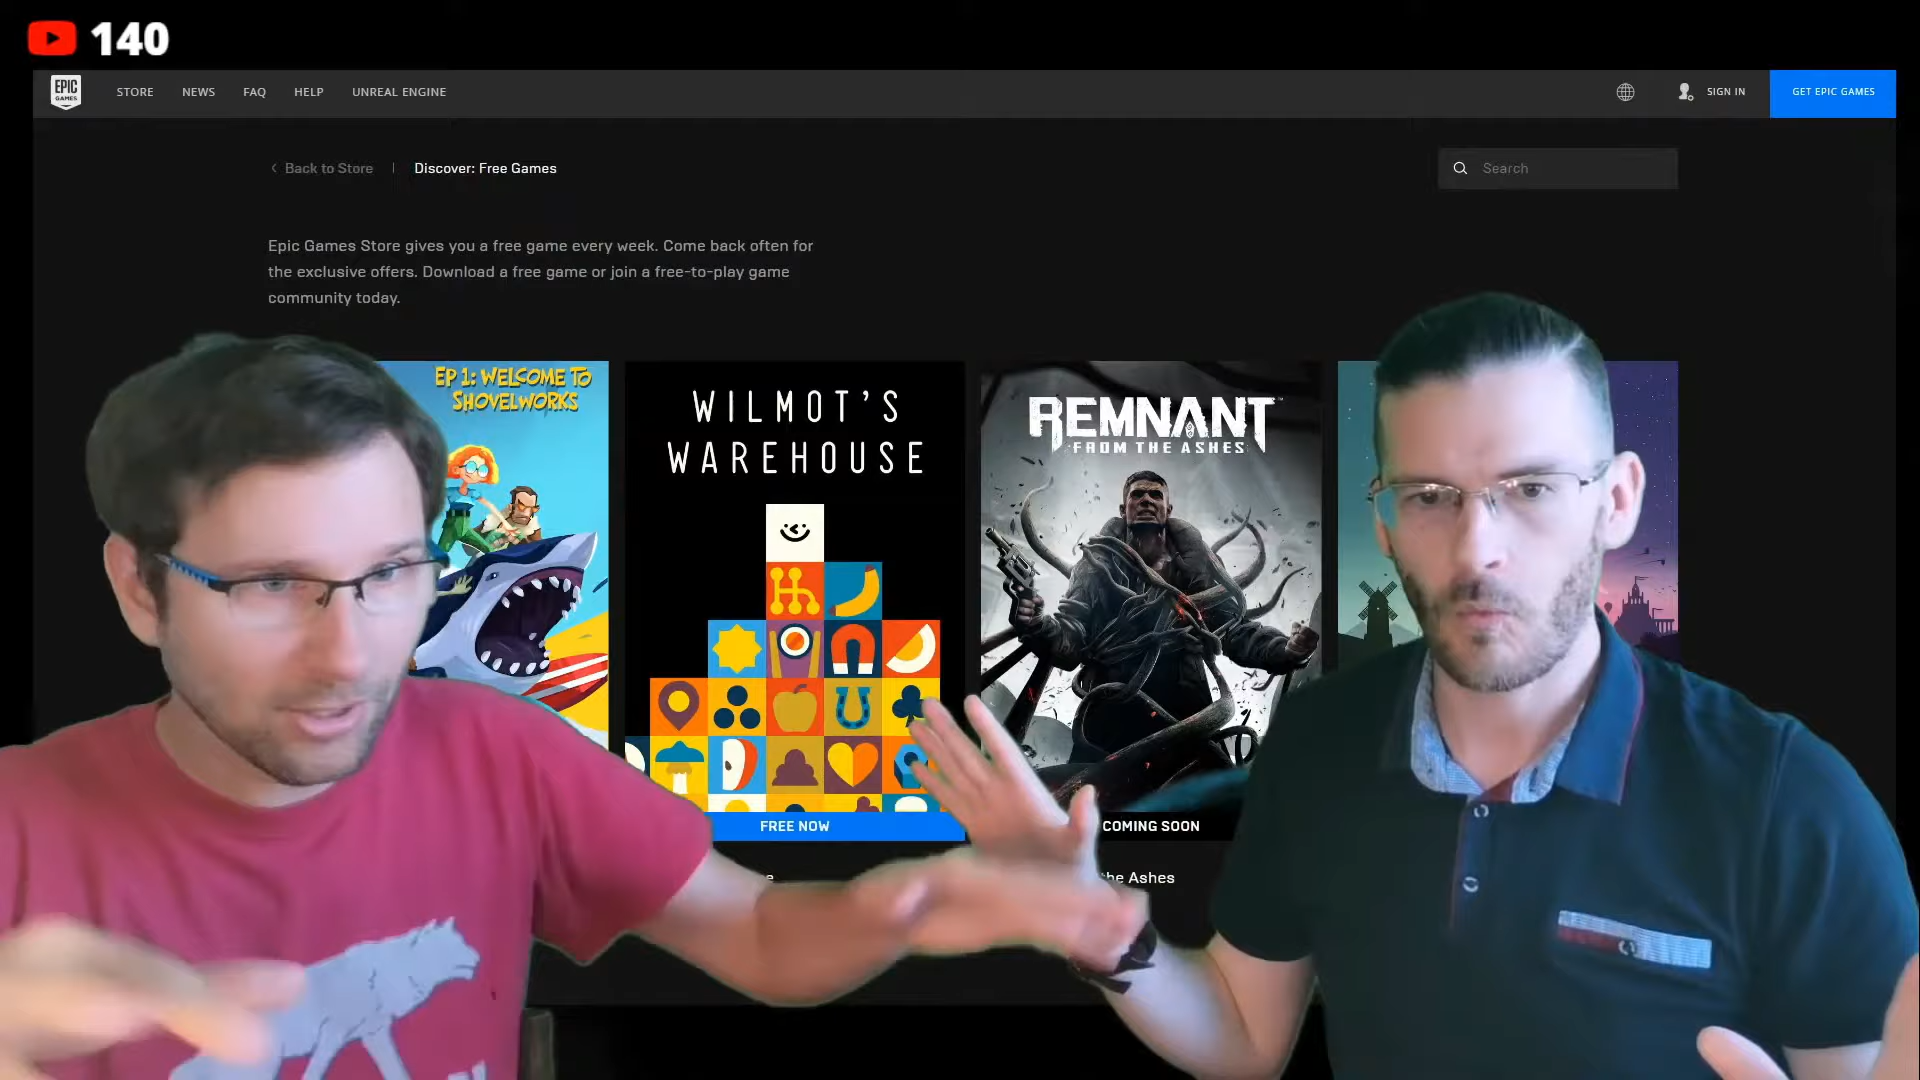 140
EPIC
GAMES
STORE
NEWS
FAQ
HELP
UNREAL ENGINE
SIGN IN
GET EPIC GAMES
Back to Store
Discover: Free Games
Search
Epic Games Store gives you a free game every week. Come back often for
the exclusive offers. Download a free game or join a free-to-play game
community today.
EP 1: WELCOME TO
SHOVELWORKS
WILMOT'S
WAREHOUSE
REMNANT
FROM THE ASHES
FREE NOW
COMING SOON
the Ashes